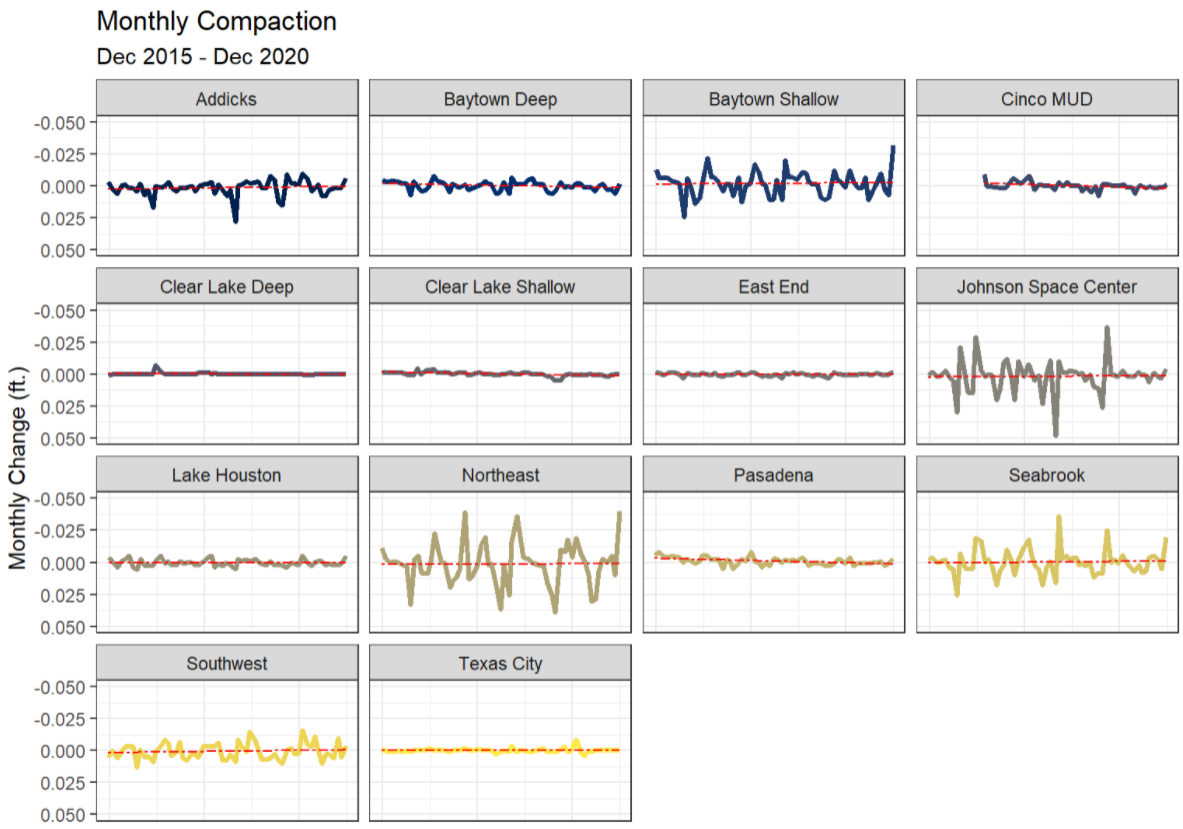 Monthly Compaction
Dec 2015 - Dec 2020
Monthly Change (ft.)
Addicks
Baytown Deep
Baytown Shallow
Cinco MUD
-0.050
-0.025
0.000
0.025
0.050
Clear Lake Deep
Clear Lake Shallow
East End
Johnson Space Center
-0.050
-0.025
0.000
0.025
0.050
Lake Houston
Northeast
Pasadena
Seabrook
-0.050
-0.025
0.000
0.025
0.050
Southwest
Texas City
-0.050
-0.025
0.000
0.025
0.050